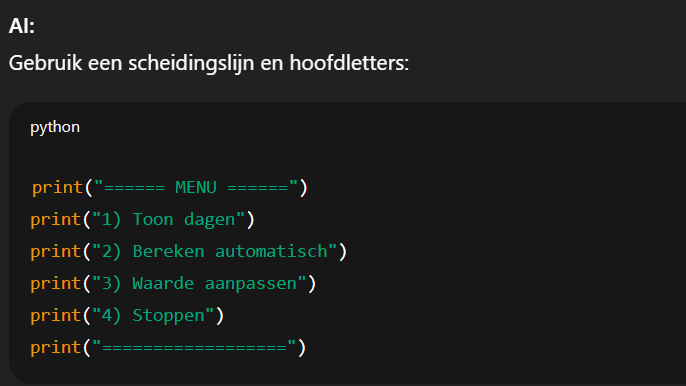 AI:
Gebruik een scheidingslijn en hoofdletters:
python
print("====== MENU ======")
print("1) Toon dagen")
print("2) Bereken automatisch")
print("3) Waarde aanpassen")
print("4) Stoppen")
print("==================")